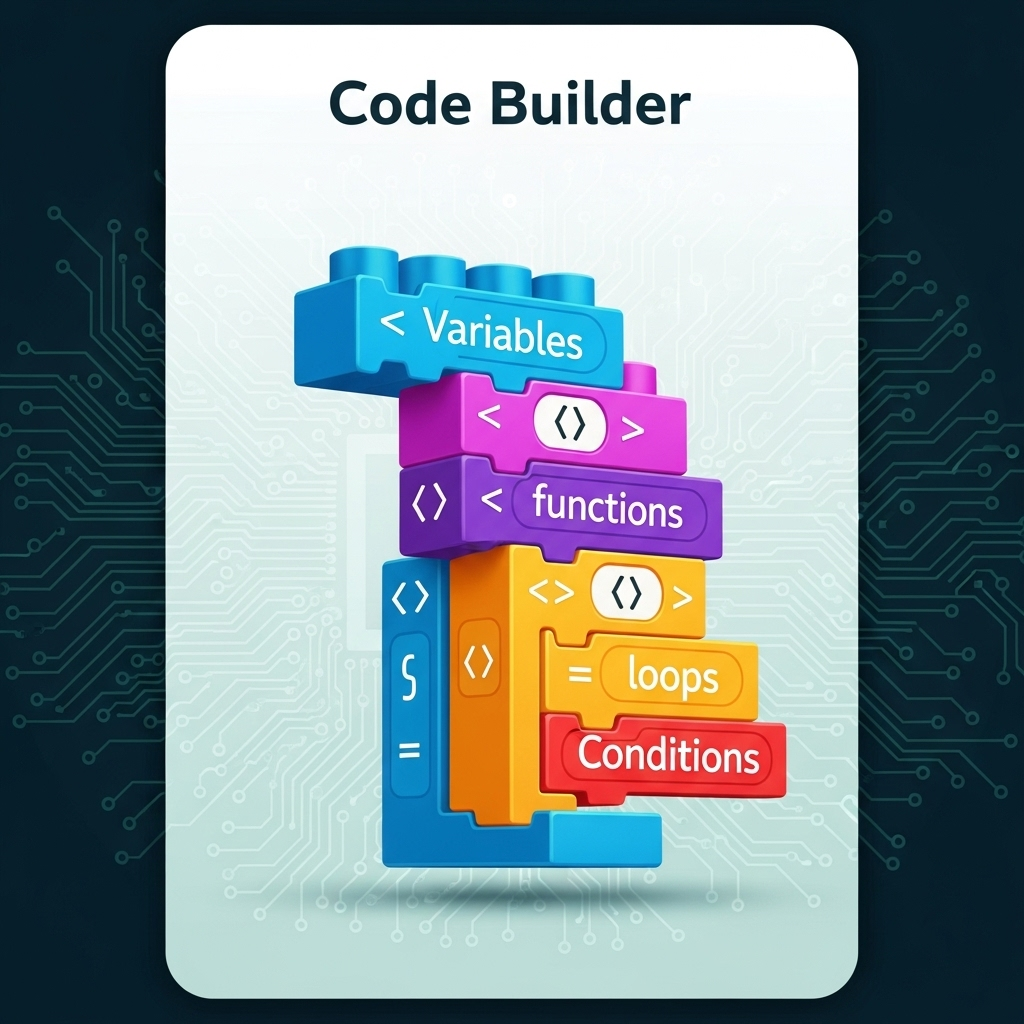 Code Builder
< Variables
< <> >
<> < functions
<> <> <> >
<>
= loops
S
=
Conditions